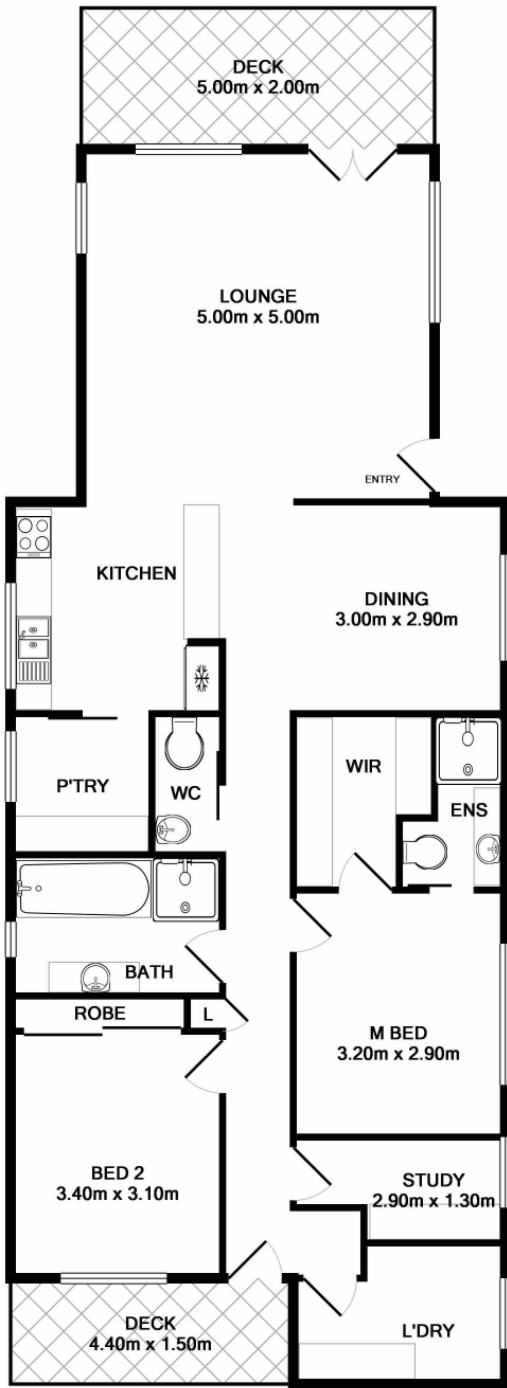 DECK
5.00m x 2.00m
LOUNGE
5.00m x 5.00m
ENTRY
KITCHEN
DINING
3.00m x 2.90m
P'TRY
WC
WIR
ENS
BATH
ROBE
L
M BED
3.20m x 2.90m
BED 2
3.40m x 3.10m
STUDY
2.90m x 1.30m
DECK
4.40m x 1.50m
L'DRY